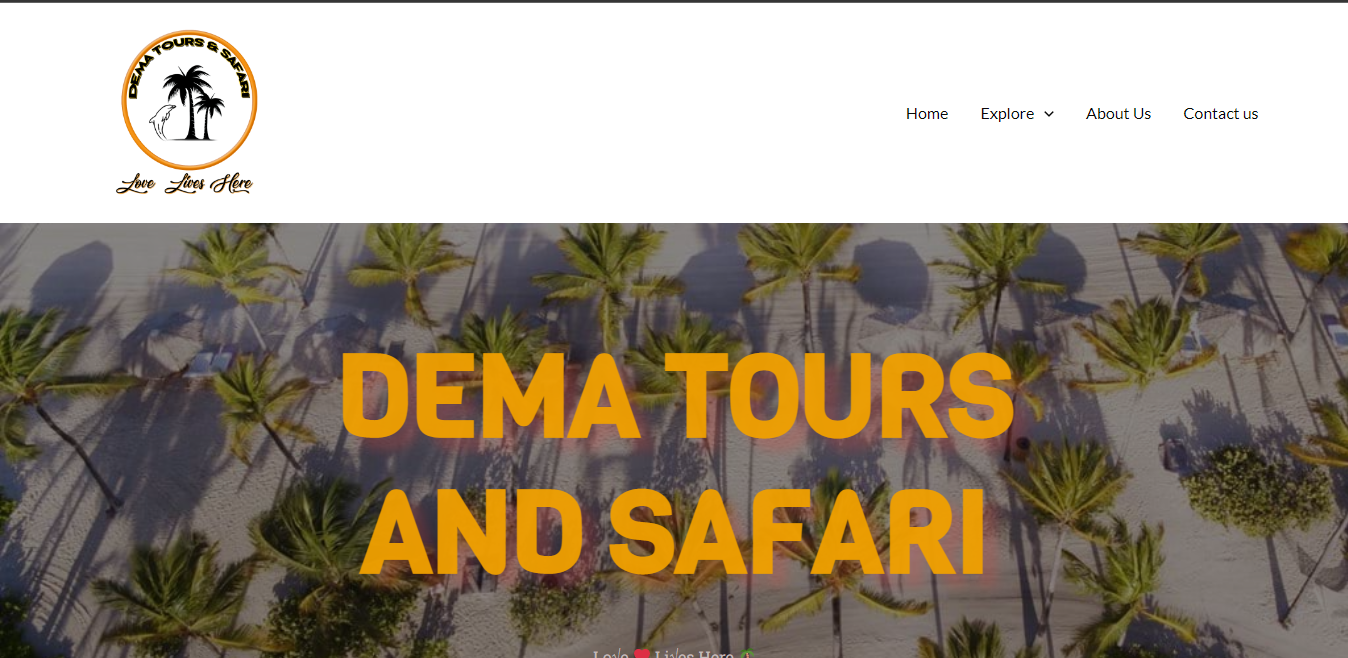 DEMA TOURS & SAFARI
Love Lives Here
Home Explore About Us Contact us
DEMA TOURS
AND SAFARI
Love ❤️ Lives Here 🌴